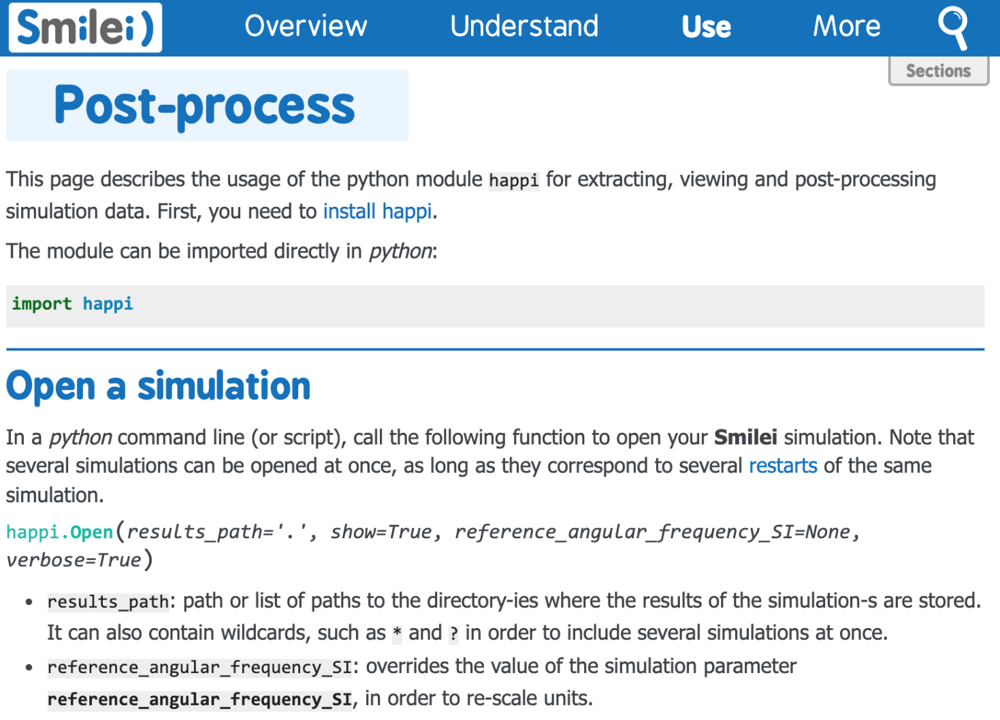 Smilei)
Overview
Understand
Use
More
Sections
Post-process
This page describes the usage of the python module happi for extracting, viewing and post-processing
simulation data. First, you need to install happi.
The module can be imported directly in python:
import happi
Open a simulation
In a python command line (or script), call the following function to open your Smilei simulation. Note that
several simulations can be opened at once, as long as they correspond to several restarts of the same
simulation.
happi.Open(results_path='.', show=True, reference_angular_frequency_SI=None,
verbose=True)
• results_path: path or list of paths to the directory-ies where the results of the simulation-s are stored.
It can also contain wildcards, such as * and ? in order to include several simulations at once.
• reference_angular_frequency_SI: overrides the value of the simulation parameter
reference_angular_frequency_SI, in order to re-scale units.